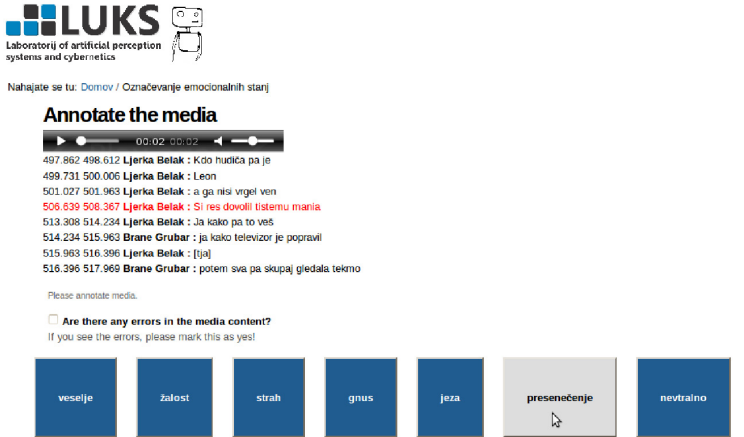 LUKS
Laboratorij of artificial perception
systems and cybernetics
Nahajate se tu: Domov / Označevanje emocionalnih stanj
Annotate the media
00:02 00:02
497.862 498.612 Ljerka Belak : Kdo hudiča pa je
499.731 500.006 Ljerka Belak : Leon
501.027 501.963 Ljerka Belak : a ga nisi vrgel ven
506.639 508.367 Ljerka Belak : Si res dovolil tistemu mania
513.308 514.234 Ljerka Belak : Ja kako pa to veš
514.234 515.963 Brane Grubar : ja kako televizor je popravil
515.963 516.396 Ljerka Belak : [tja]
516.396 517.969 Brane Grubar : potem sva pa skupaj gledala tekmo
Please annotate media.
Are there any errors in the media content?
If you see the errors, please mark this as yes!
veselje žalost strah gnus jeza presenečenje nevtralno